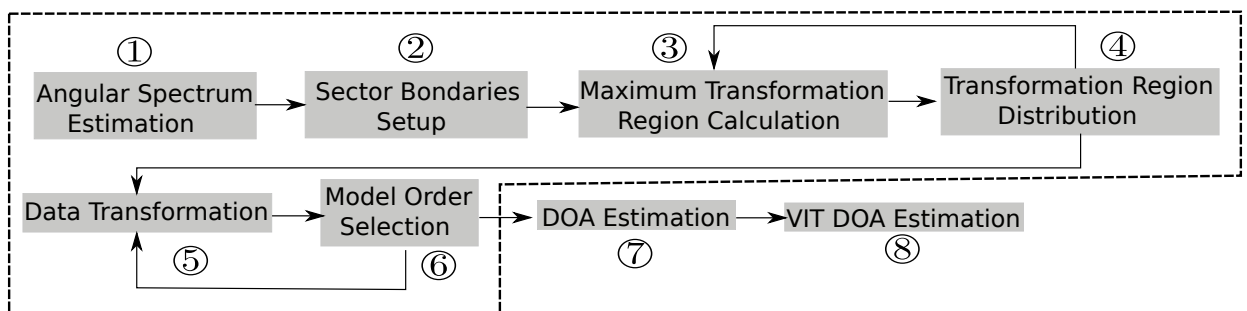 ①
Angular Spectrum
Estimation
②
Sector Bondaries
Setup
③
Maximum Transformation
Region Calculation
④
Transformation Region
Distribution
Data Transformation
⑤
Model Order
Selection
⑥
DOA Estimation
⑦
VIT DOA Estimation
⑧